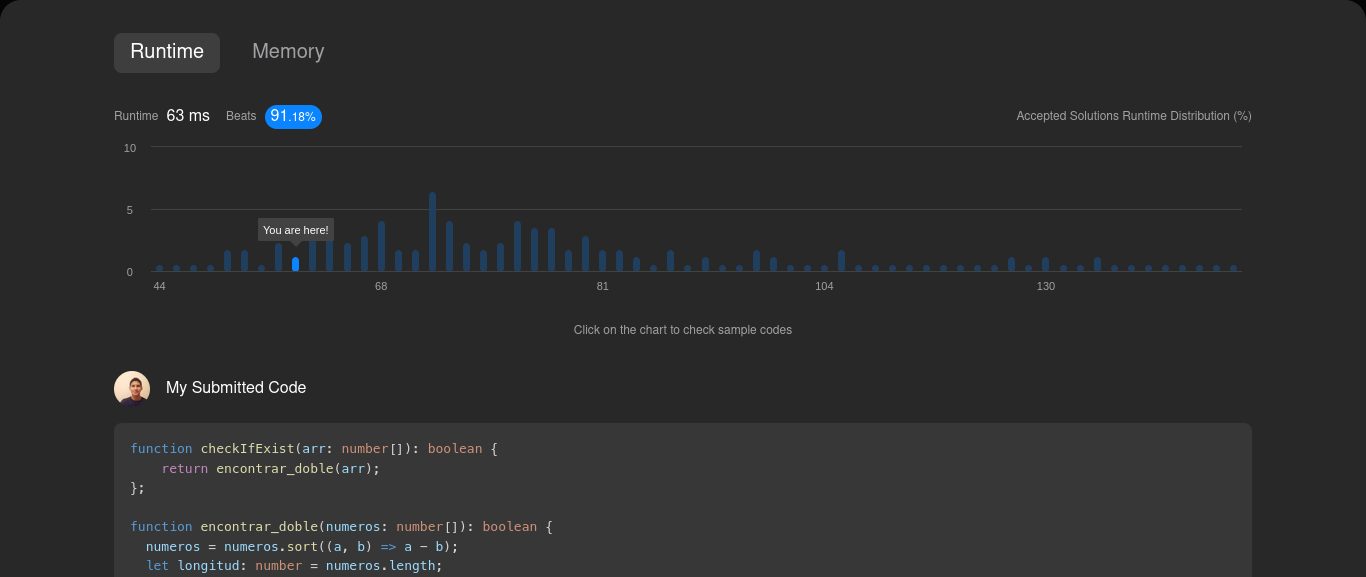 Runtime Memory
Runtime 63 ms Beats 91.18% Accepted Solutions Runtime Distribution (%)
10
5
You are here!
0
44 68 81 104 130
Click on the chart to check sample codes
My Submitted Code
function checkIfExist(arr: number[]): boolean {
    return encontrar_doble(arr);
};

function encontrar_doble(numeros: number[]): boolean {
  numeros = numeros.sort((a, b) => a - b);
  let longitud: number = numeros.length;